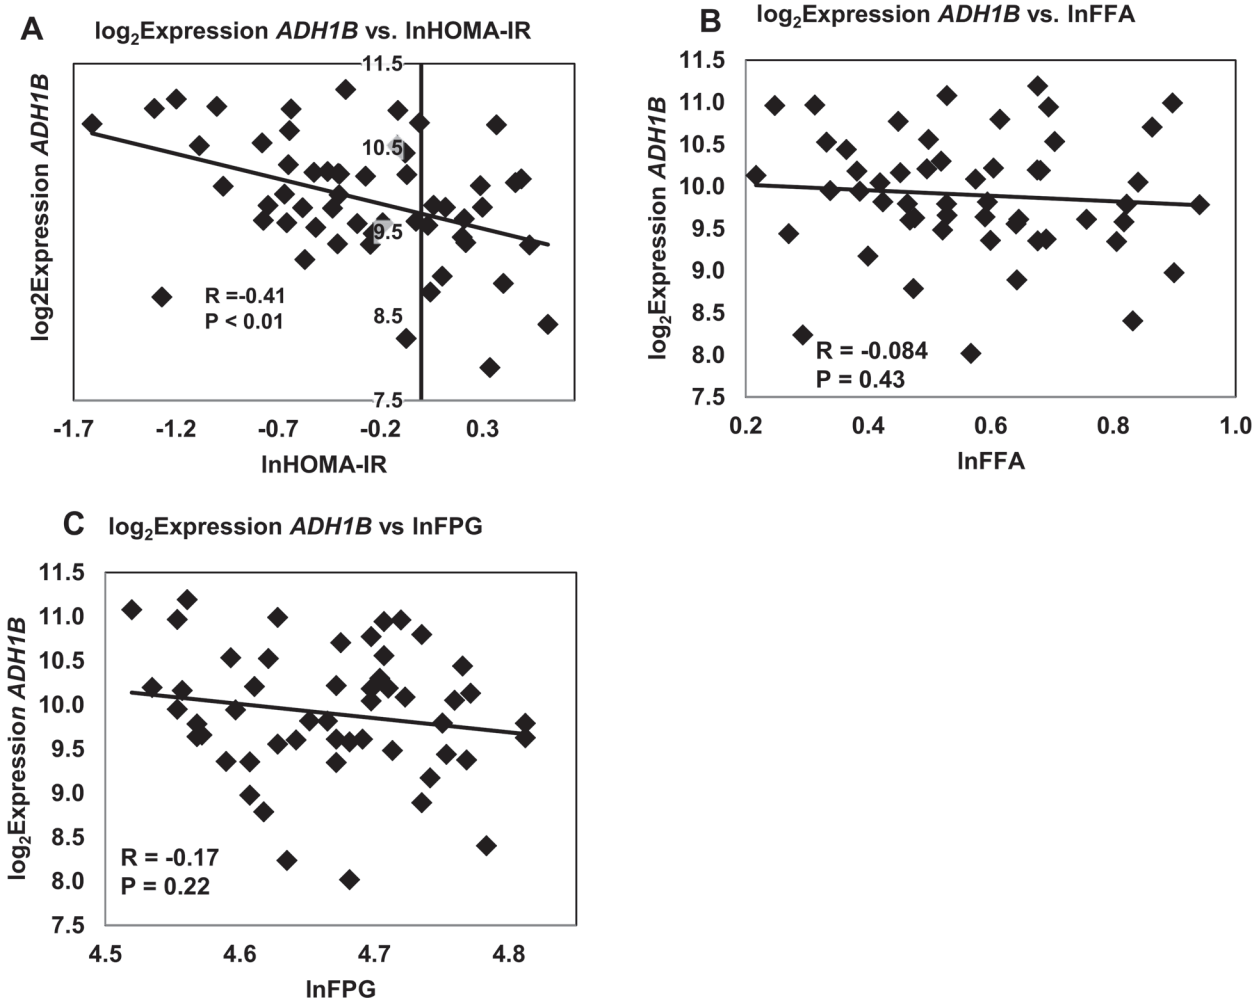 A
log2Expression ADH1B vs. lnHOMA-IR
log2Expression ADH1B
11.5
10.5
9.5
8.5
7.5
R =-0.41
P < 0.01
-1.7 -1.2 -0.7 -0.2 0.3
lnHOMA-IR
B
log2Expression ADH1B vs. lnFFA
log2Expression ADH1B
11.5
11.0
10.5
10.0
9.5
9.0
8.5
8.0
7.5
R = -0.084
P = 0.43
0.2 0.4 0.6 0.8 1.0
lnFFA
C
log2Expression ADH1B vs lnFPG
log2Expression ADH1B
11.5
11.0
10.5
10.0
9.5
9.0
8.5
8.0
7.5
R = -0.17
P = 0.22
4.5 4.6 4.7 4.8
lnFPG